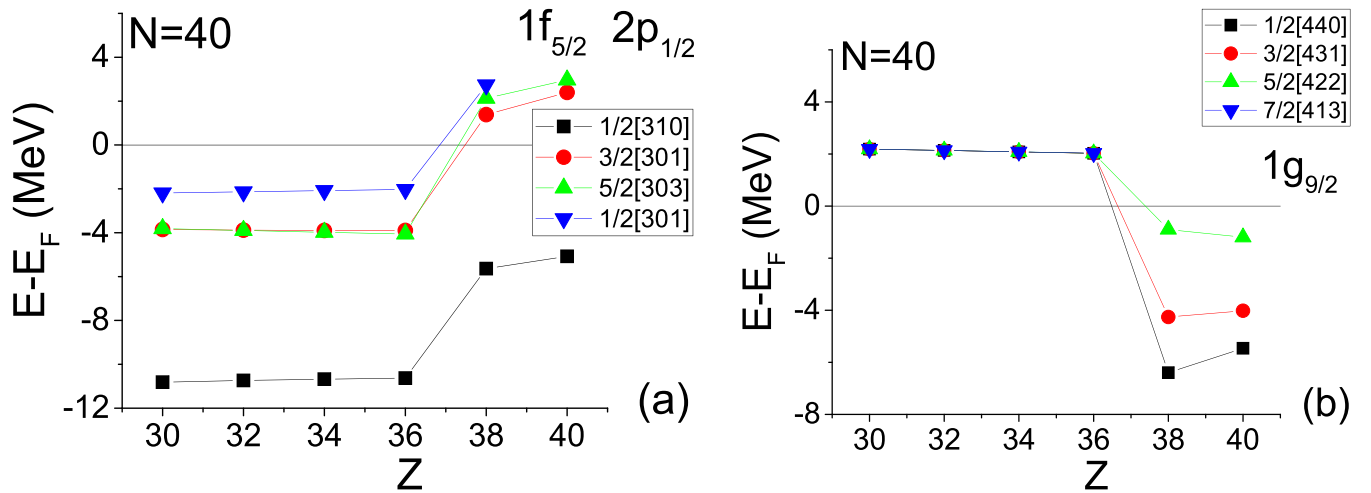 N=40
1f5/2 2p1/2
4
0
-4
-8
-12
E-EF (MeV)
1/2[310]
3/2[301]
5/2[303]
1/2[301]
30 32 34 36 38 40
Z
(a)
N=40
1/2[440]
3/2[431]
5/2[422]
7/2[413]
1g9/2
4
0
-4
-8
E-EF (MeV)
30 32 34 36 38 40
Z
(b)